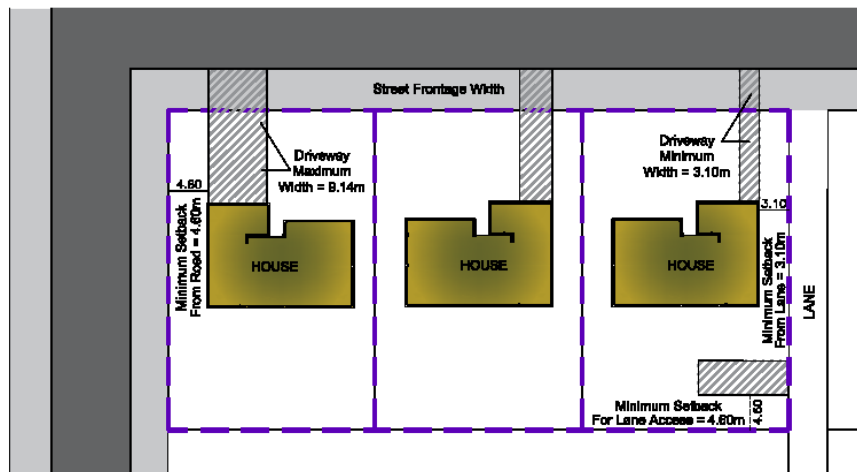 Street Frontage Width
Driveway
Maximum
Width = 9.14m
Driveway
Minimum
Width = 3.10m
4.60
3.10
Minimum Setback
From Road = 4.60m
HOUSE
HOUSE
HOUSE
Minimum Setback
From Lane = 3.10m
LANE
Minimum Setback
For Lane Access = 4.60m
4.60